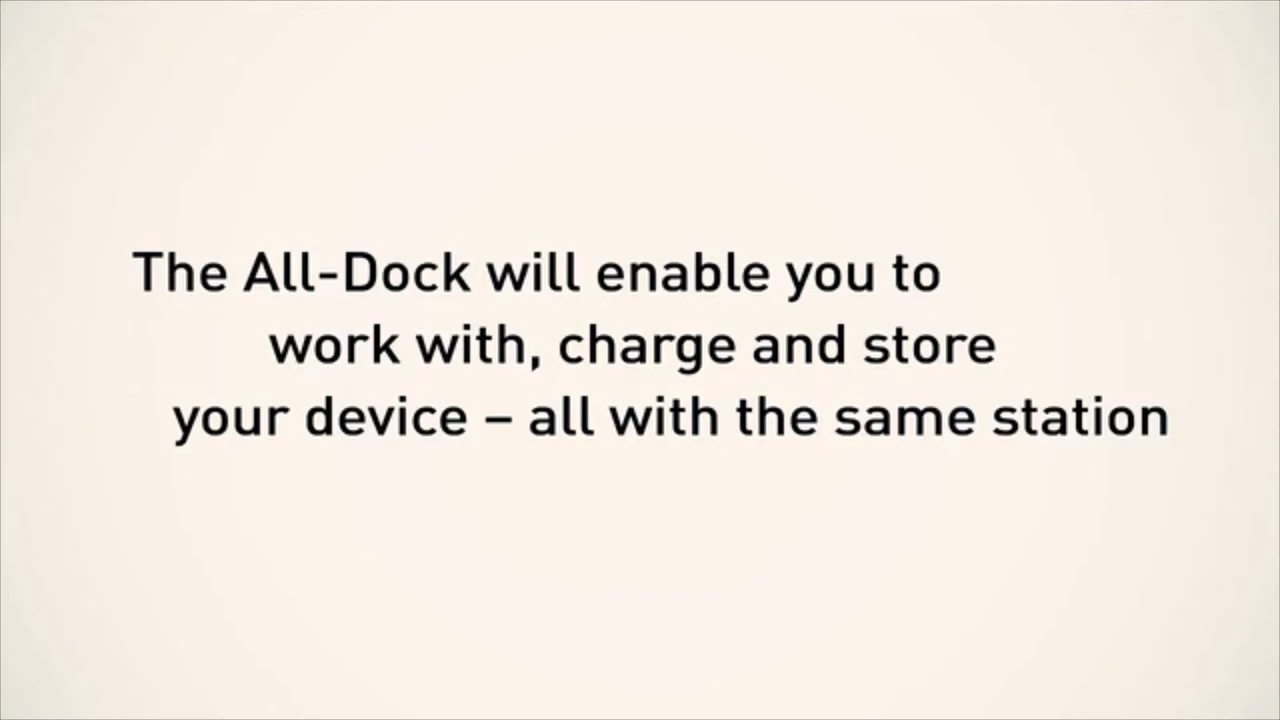 The All-Dock will enable you to
work with, charge and store
your device – all with the same station